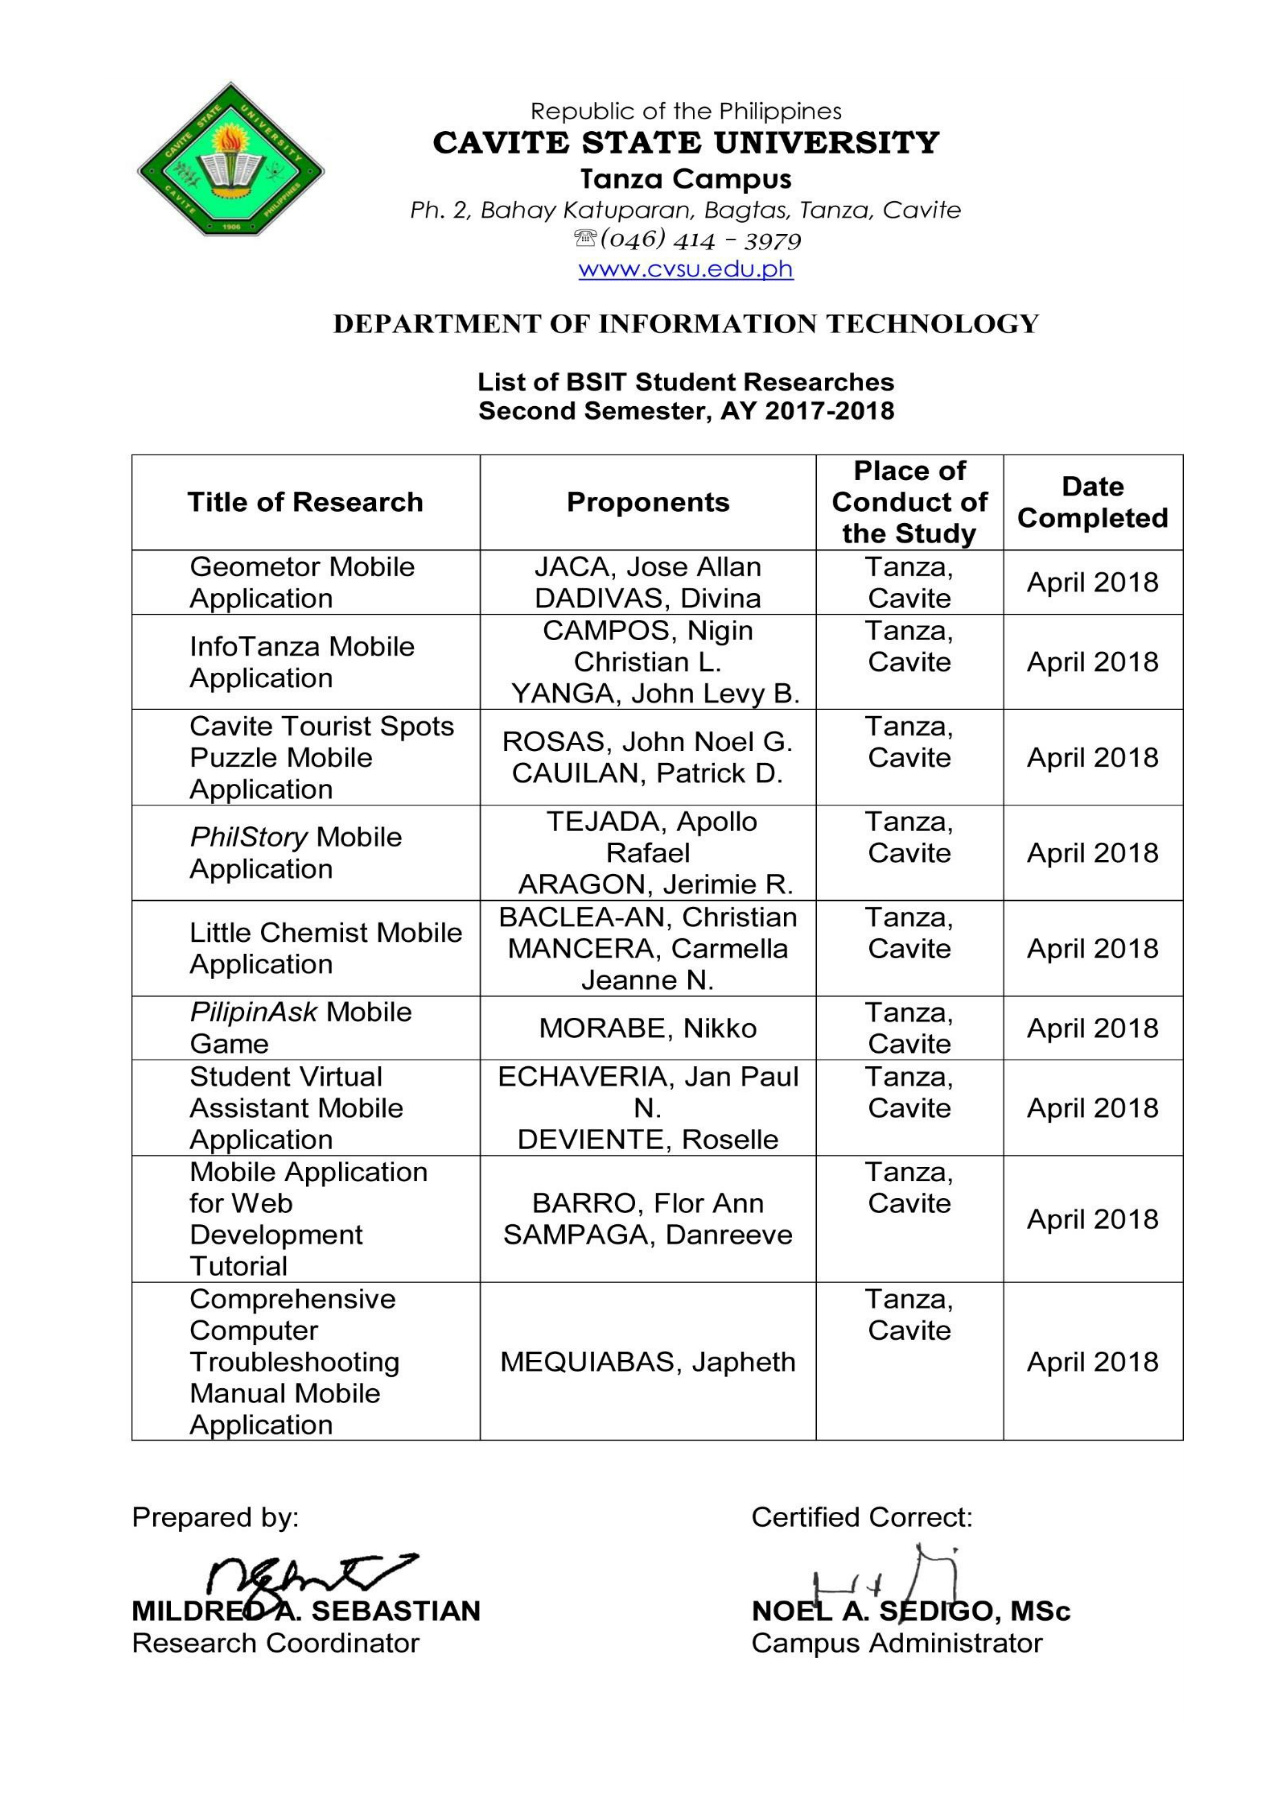 CAVITE STATE UNIVERSITY
CAVITE
PHILIPPINES
1906
Republic of the Philippines
CAVITE STATE UNIVERSITY
Tanza Campus
Ph. 2, Bahay Katuparan, Bagtas, Tanza, Cavite
☏(046) 414 – 3979
www.cvsu.edu.ph
DEPARTMENT OF INFORMATION TECHNOLOGY
List of BSIT Student Researches
Second Semester, AY 2017-2018
Title of Research
Proponents
Place of
Conduct of
the Study
Date
Completed
Geometor Mobile
Application
JACA, Jose Allan
DADIVAS, Divina
Tanza,
Cavite
April 2018
InfoTanza Mobile
Application
CAMPOS, Nigin
Christian L.
YANGA, John Levy B.
Tanza,
Cavite
April 2018
Cavite Tourist Spots
Puzzle Mobile
Application
ROSAS, John Noel G.
CAUILAN, Patrick D.
Tanza,
Cavite
April 2018
PhilStory Mobile
Application
TEJADA, Apollo
Rafael
ARAGON, Jerimie R.
Tanza,
Cavite
April 2018
Little Chemist Mobile
Application
BACLEA-AN, Christian
MANCERA, Carmella
Jeanne N.
Tanza,
Cavite
April 2018
PilipinAsk Mobile
Game
MORABE, Nikko
Tanza,
Cavite
April 2018
Student Virtual
Assistant Mobile
Application
ECHAVERIA, Jan Paul
N.
DEVIENTE, Roselle
Tanza,
Cavite
April 2018
Mobile Application
for Web
Development
Tutorial
BARRO, Flor Ann
SAMPAGA, Danreeve
Tanza,
Cavite
April 2018
Comprehensive
Computer
Troubleshooting
Manual Mobile
Application
MEQUIABAS, Japheth
Tanza,
Cavite
April 2018
Prepared by:
MILDRED A. SEBASTIAN
Research Coordinator
Certified Correct:
NOEL A. SEDIGO, MSc
Campus Administrator